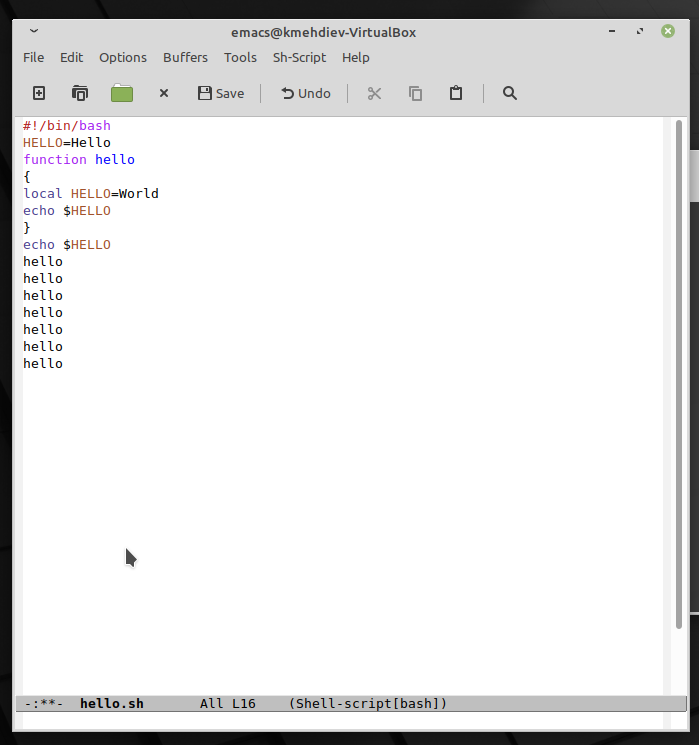 emacs@kmehdiev-VirtualBox
File Edit Options Buffers Tools Sh-Script Help
Save Undo
#!/bin/bash
HELLO=Hello
function hello
{
local HELLO=World
echo $HELLO
}
echo $HELLO
hello
hello
hello
hello
hello
hello
hello
-:**- hello.sh All L16 (Shell-script[bash])